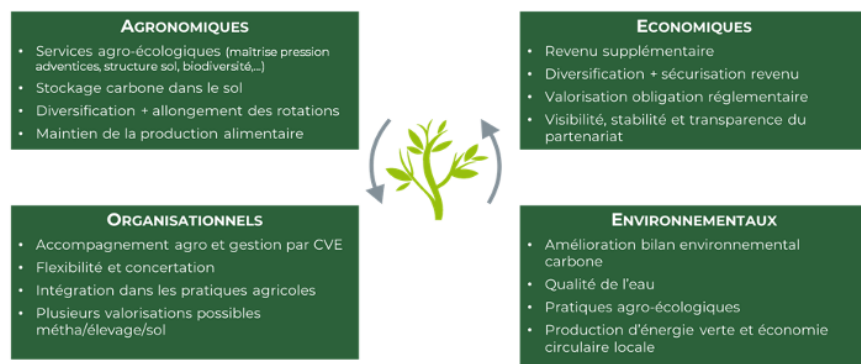 AGRONOMIQUES
• Services agro-écologiques (maîtrise pression
adventices, structure sol, biodiversité,...)
• Stockage carbone dans le sol
• Diversification + allongement des rotations
• Maintien de la production alimentaire
ECONOMIQUES
• Revenu supplémentaire
• Diversification + sécurisation revenu
• Valorisation obligation réglementaire
• Visibilité, stabilité et transparence du
partenariat
ORGANISATIONNELS
• Accompagnement agro et gestion par CVE
• Flexibilité et concertation
• Intégration dans les pratiques agricoles
• Plusieurs valorisations possibles
métha/élevage/sol
ENVIRONNEMENTAUX
• Amélioration bilan environnemental
carbone
• Qualité de l'eau
• Pratiques agro-écologiques
• Production d'énergie verte et économie
circulaire locale